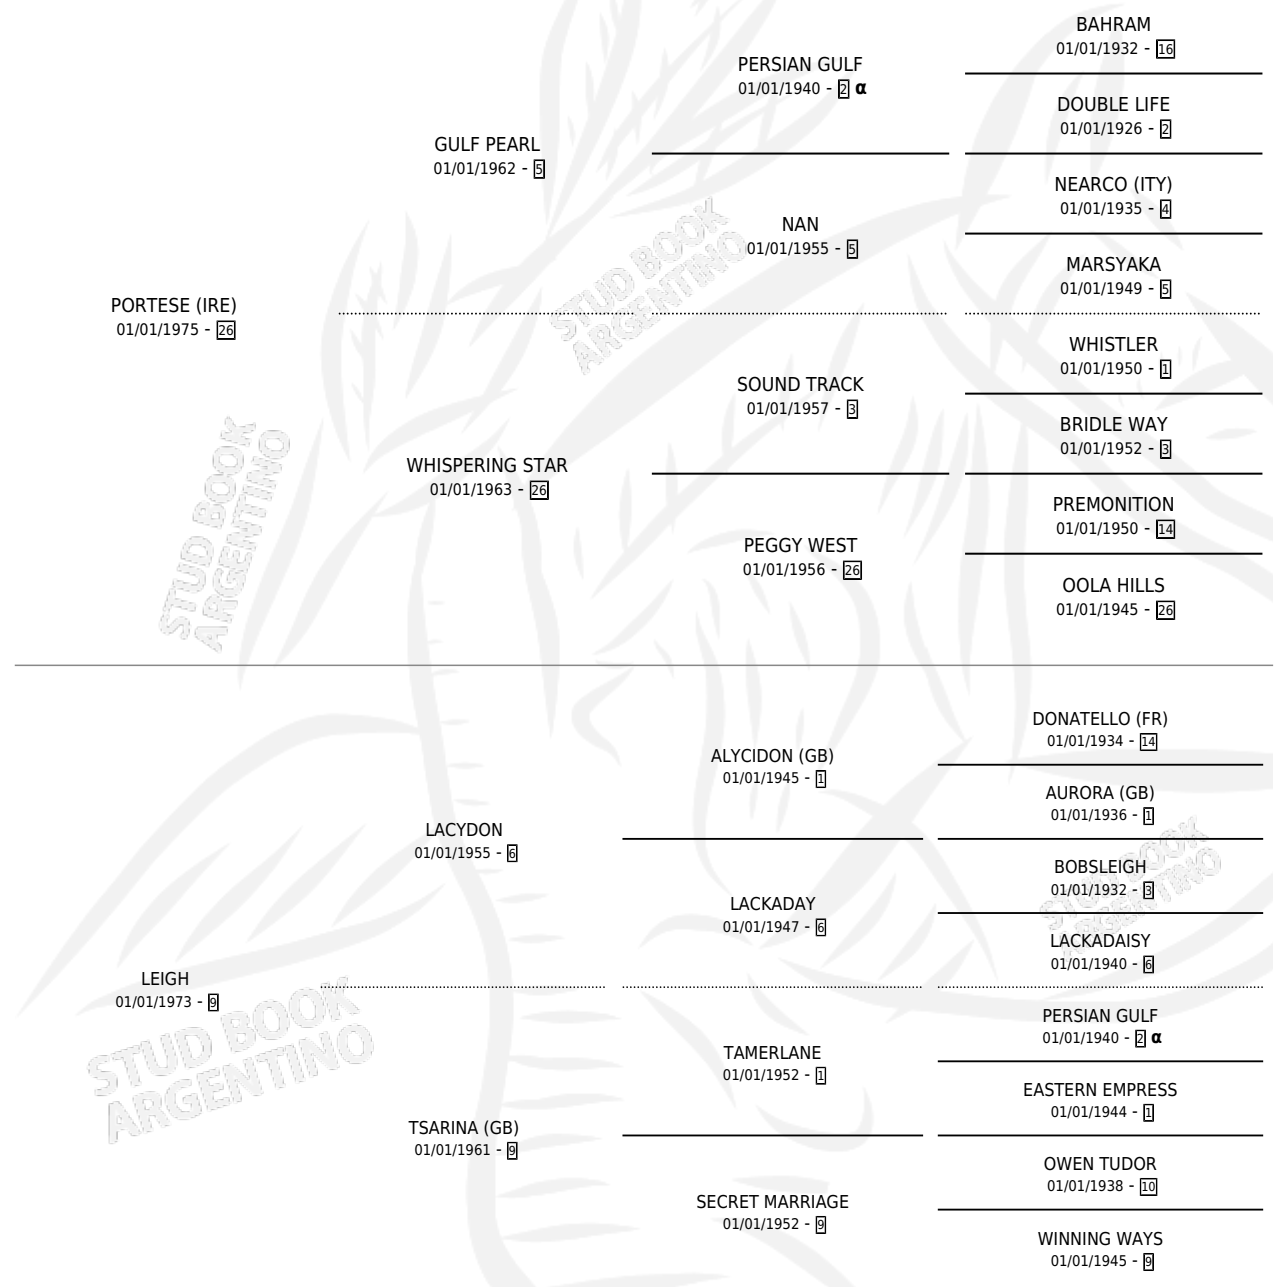 BAHRAM
01/01/1932 - 16
PERSIAN GULF
01/01/1940 - 2 α
DOUBLE LIFE
01/01/1926 - 2
GULF PEARL
01/01/1962 - 5
NEARCO (ITY)
01/01/1935 - 4
NAN
01/01/1955 - 5
MARSYAKA
01/01/1949 - 5
PORTESE (IRE)
01/01/1975 - 26
WHISTLER
01/01/1950 - 1
SOUND TRACK
01/01/1957 - 3
BRIDLE WAY
01/01/1952 - 3
WHISPERING STAR
01/01/1963 - 26
PREMONITION
01/01/1950 - 14
PEGGY WEST
01/01/1956 - 26
OOLA HILLS
01/01/1945 - 26
DONATELLO (FR)
01/01/1934 - 14
ALYCIDON (GB)
01/01/1945 - 1
AURORA (GB)
01/01/1936 - 1
LACYDON
01/01/1955 - 6
BOBSLEIGH
01/01/1932 - 3
LACKADAY
01/01/1947 - 6
LACKADAISY
01/01/1940 - 6
LEIGH
01/01/1973 - 9
PERSIAN GULF
01/01/1940 - 2 α
TAMERLANE
01/01/1952 - 1
EASTERN EMPRESS
01/01/1944 - 1
TSARINA (GB)
01/01/1961 - 9
OWEN TUDOR
01/01/1938 - 10
SECRET MARRIAGE
01/01/1952 - 9
WINNING WAYS
01/01/1945 - 9
STUD BOOK
ARGENTINO
STUD BOOK
ARGENTINO
STUD BOOK
ARGENTINO
STUD BOOK
ARGENTINO